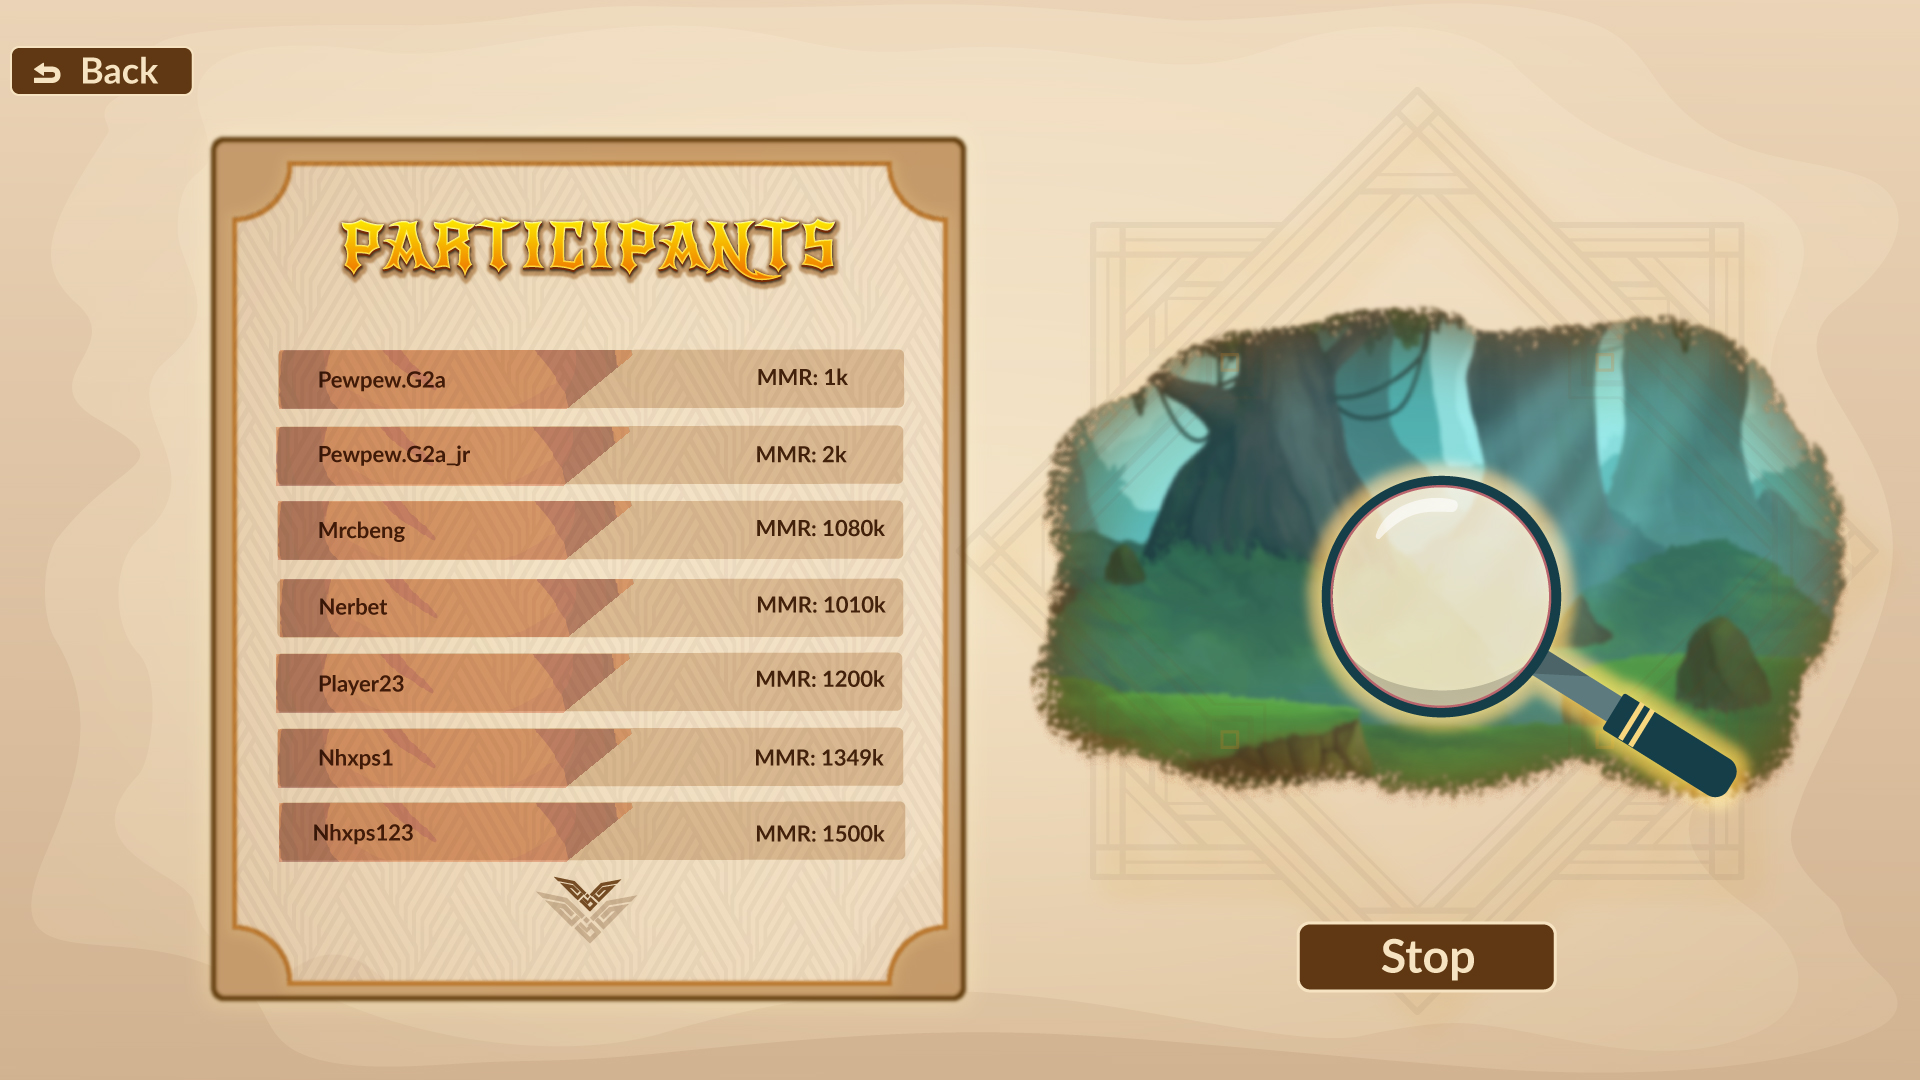 Back
PARTICIPANTS
Pewpew.G2a MMR: 1k
Pewpew.G2a_jr MMR: 2k
Mrcbeng MMR: 1080k
Nerbet MMR: 1010k
Player23 MMR: 1200k
Nhxps1 MMR: 1349k
Nhxps123 MMR: 1500k
Stop